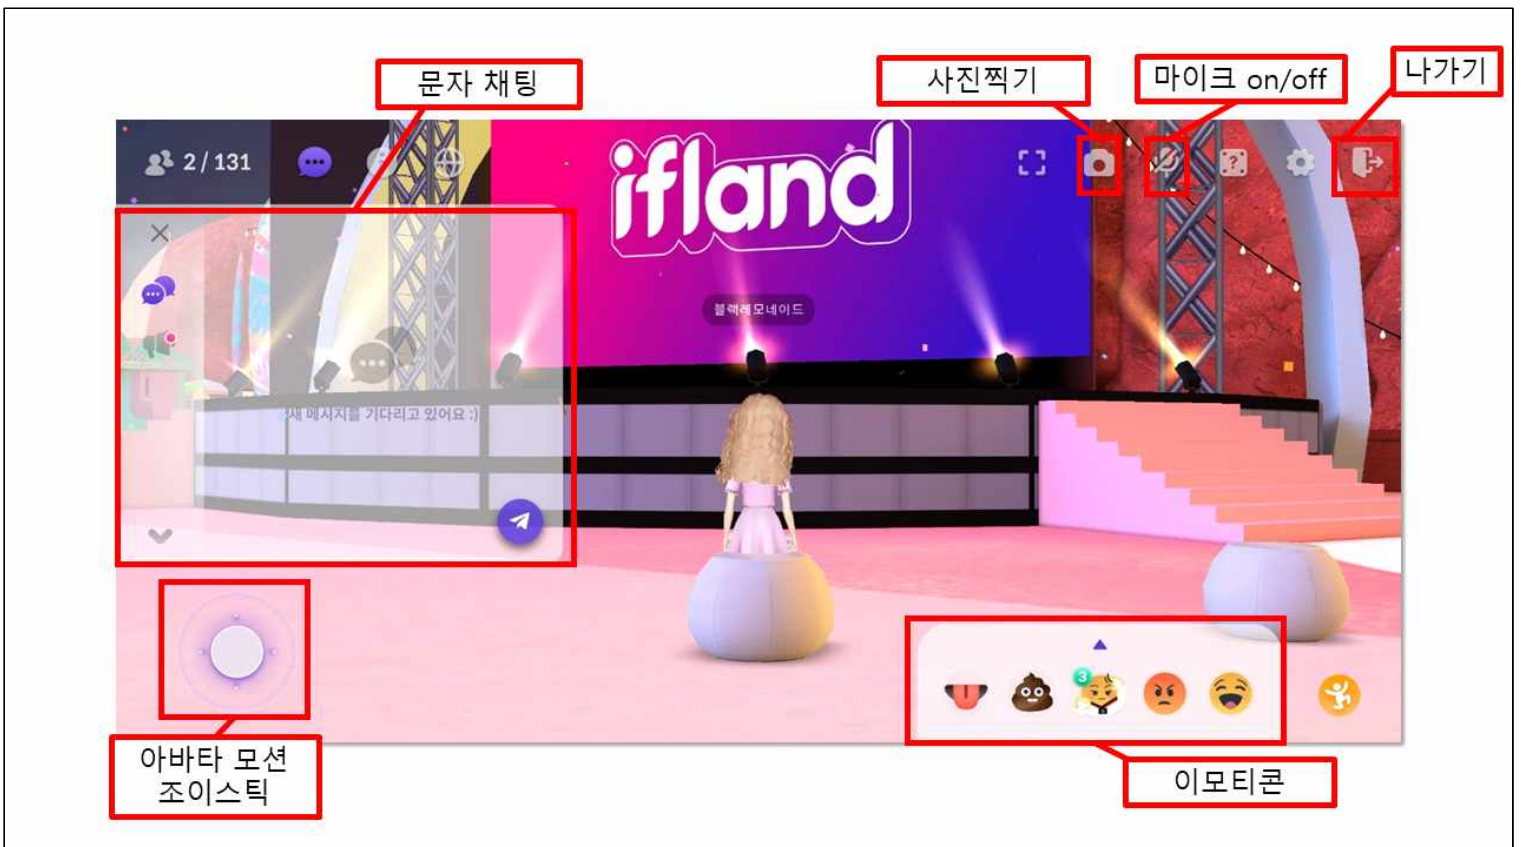 문자 채팅
사진찍기
마이크 on/off
나가기
2 / 131
ifland
?
블랙레모네이드
새 메시지를 기다리고 있어요 :)
3
아바타 모션
조이스틱
이모티콘